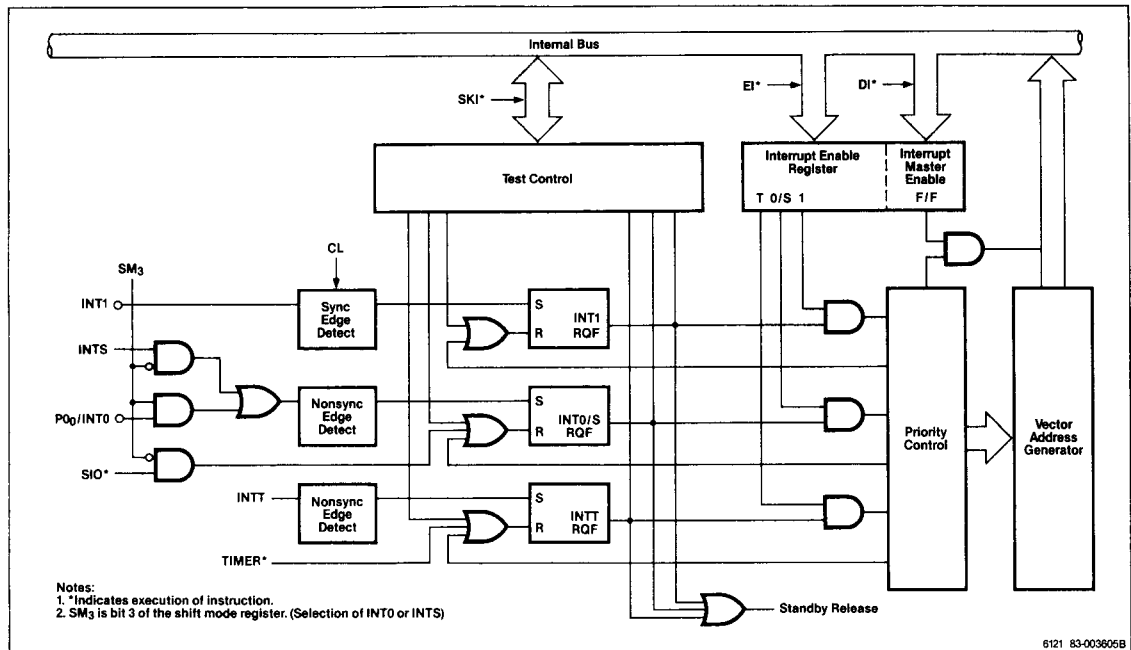 Internal Bus
SKI*
EI*
DI*
Test Control
Interrupt Enable
Register
T 0/S 1
Interrupt
Master
Enable
F/F
CL
SM3
INT1
Sync
Edge
Detect
S
R
INT1
RQF
INTS
P00/INT0
Nonsync
Edge
Detect
S
R
INT0/S
RQF
SIO*
INTT
Nonsync
Edge
Detect
S
R
INTT
RQF
TIMER*
Priority
Control
Vector
Address
Generator
Standby Release
Notes:
1. *Indicates execution of instruction.
2. SM3 is bit 3 of the shift mode register. (Selection of INT0 or INTS)
6121 83-003605B